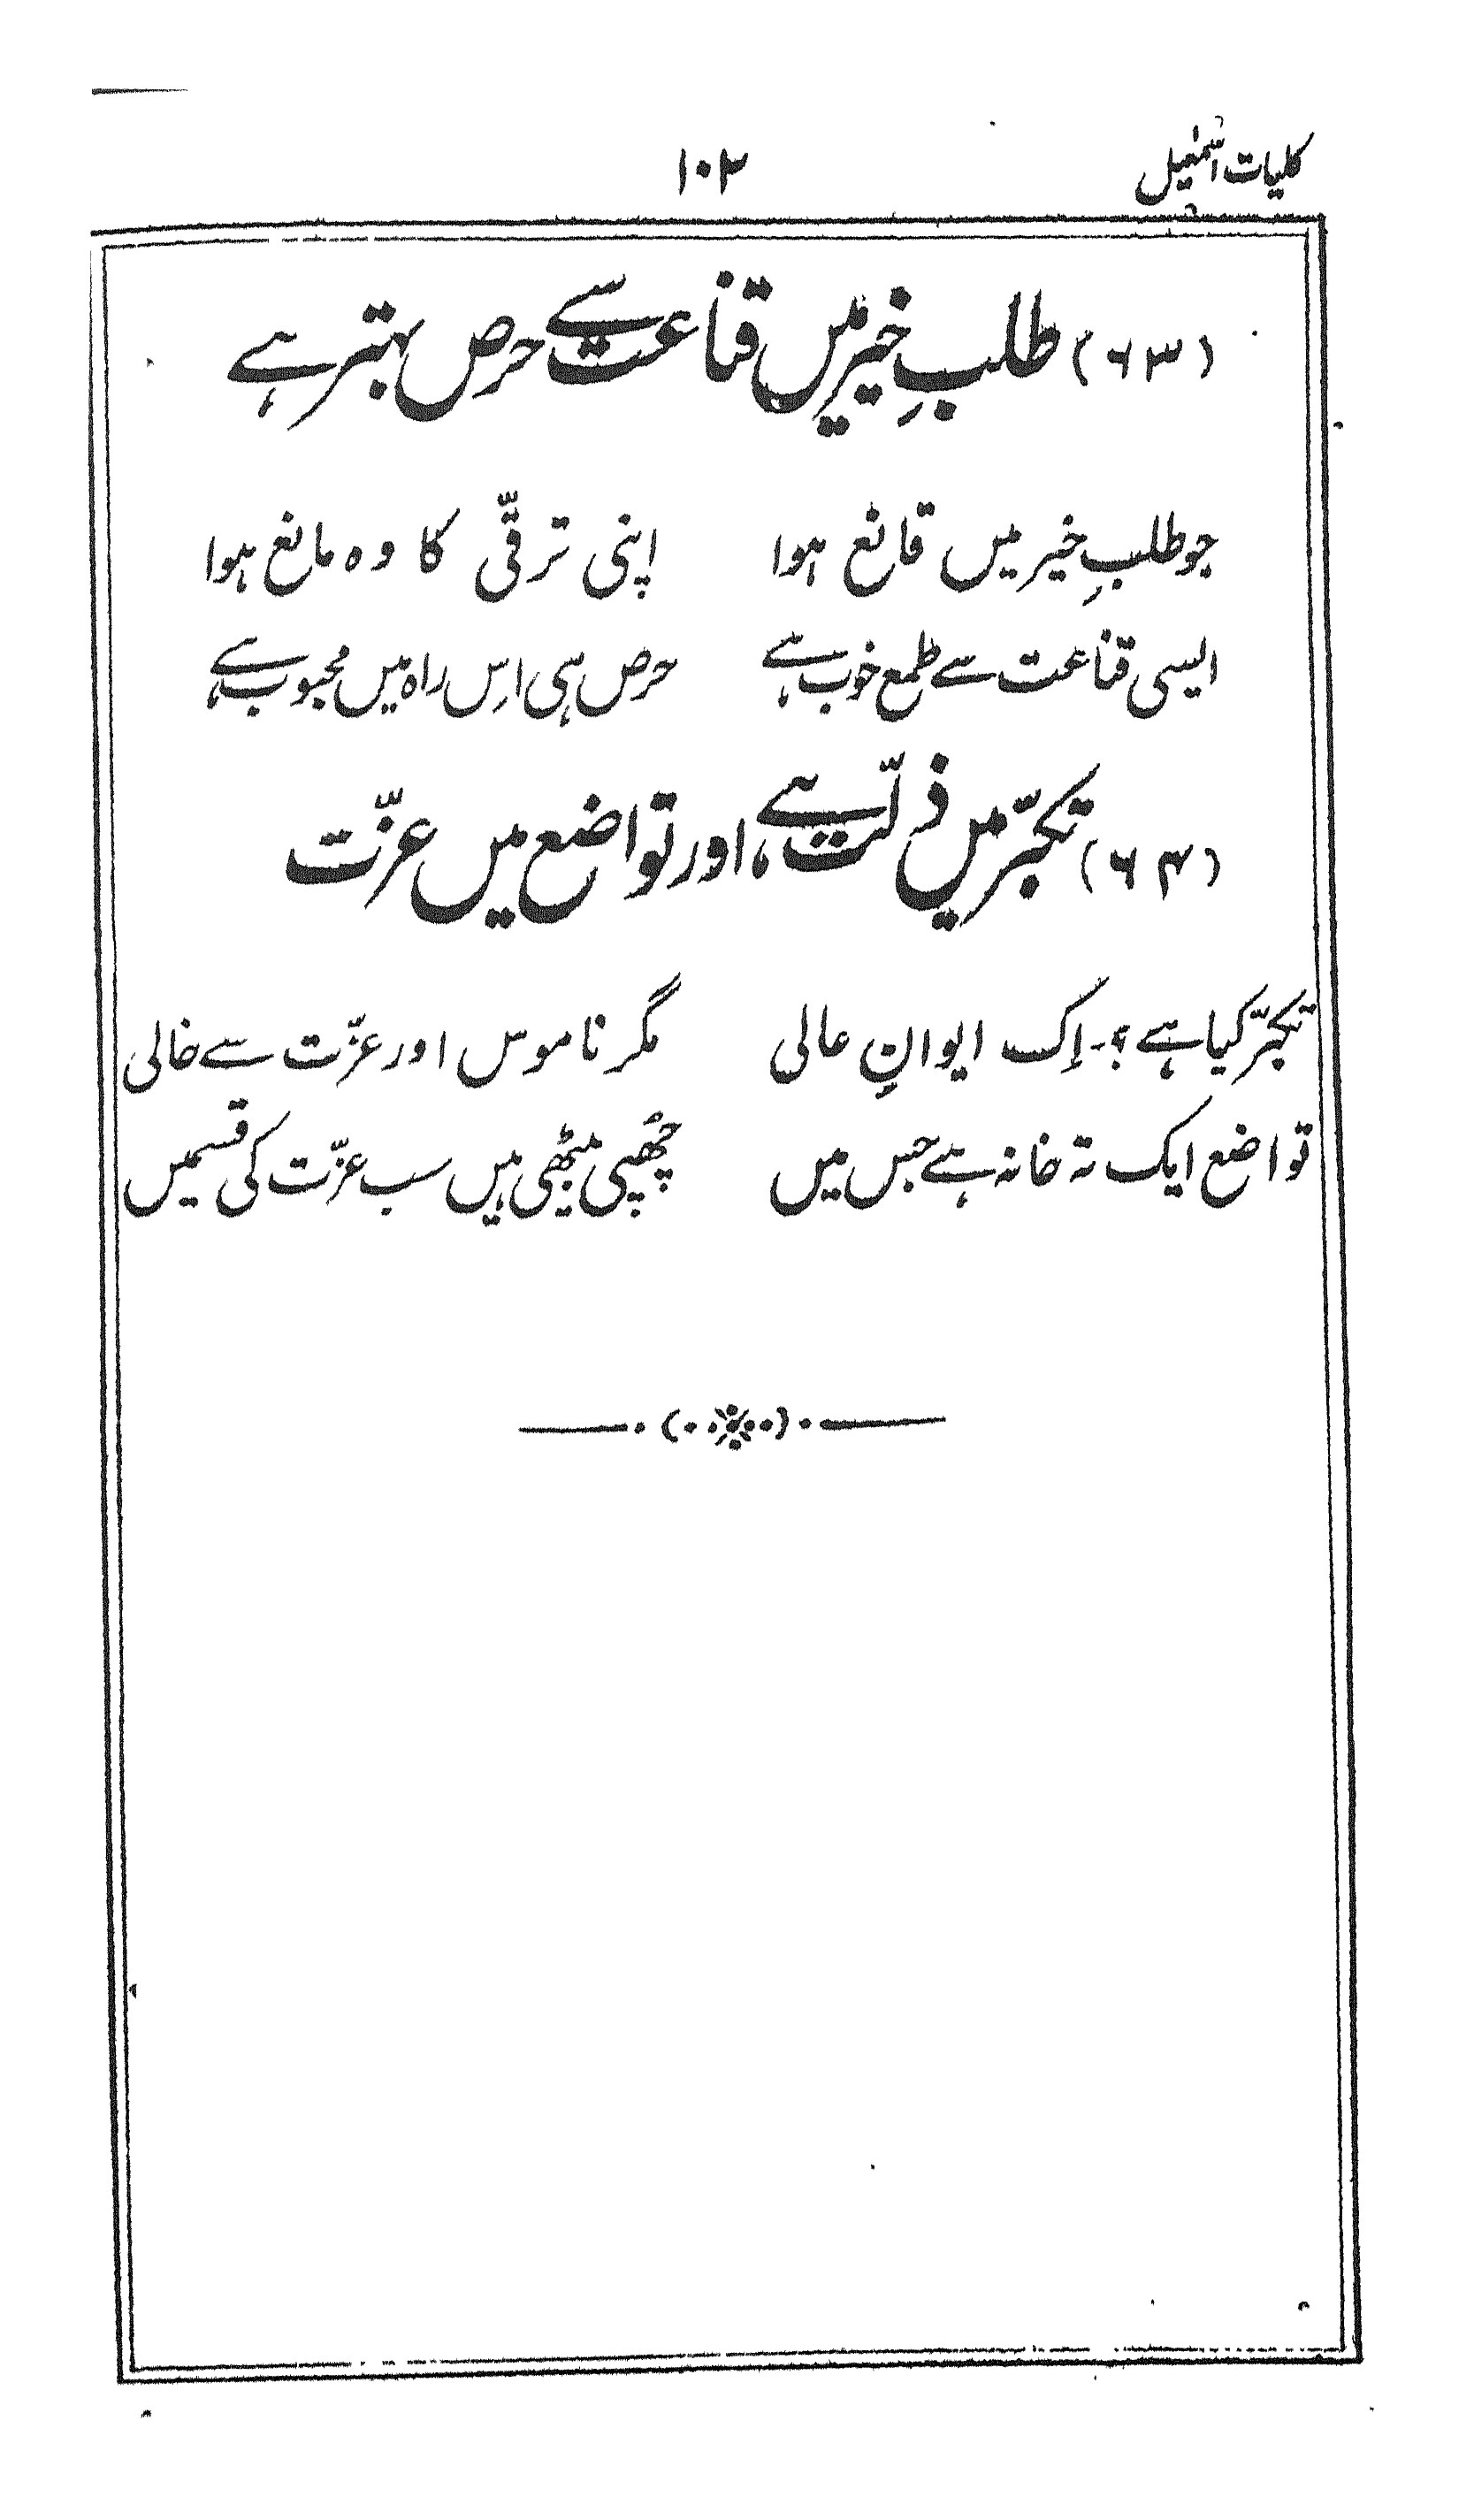 کلیات اسمٰعیل ۱۰۲
(۶۳) طلبِ خیر میں قناعت سے حرص بہتر ہے
جو طلبِ خیر میں قانع ہوا اپنی ترقّی کا وہ مانع ہوا
ایسی قناعت سے طمع خوب ہے حرص ہی اِس راہ میں محبوب ہے
(۶۴) تکبّر میں ذلّت ہے، اور تواضع میں عزّت
تکبّر کیا ہے؟- اِک ایوانِ عالی مگر ناموس اور عزّت سے خالی
تواضع ایک تہ خانہ ہے جس میں چھُپی بیٹھی ہیں سب عزّت کی قسمیں